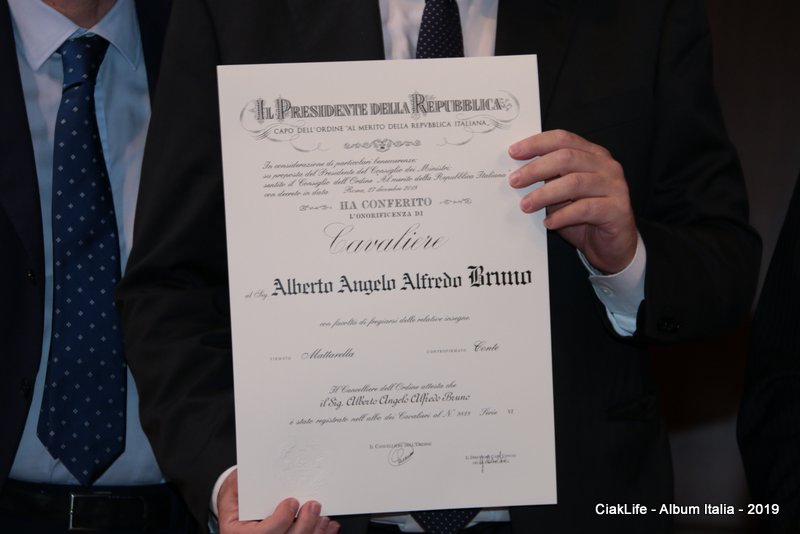 IL PRESIDENTE DELLA REPUBBLICA
CAPO DELL'ORDINE "AL MERITO DELLA REPVBBLICA ITALIANA"
In considerazione di particolari benemerenze;
su proposta del Presidente del Consiglio dei Ministri;
sentito il Consiglio dell'Ordine "Al merito della Repubblica Italiana"
con decreto in data Roma, 27 dicembre 2018
HA CONFERITO
L'ONORIFICENZA DI
Cavaliere
al Sig. Alberto Angelo Alfredo Bruno
con facoltà di fregiarsi delle relative insegne.
FIRMATO Mattarella CONTROFIRMATO Conte
Il Cancelliere dell'Ordine attesta che
il Sig. Alberto Angelo Alfredo Bruno
è stato registrato nell'albo dei Cavalieri al N. Serie VI
IL CANCELLIERE DELL'ORDINE
CiakLife - Album Italia - 2019